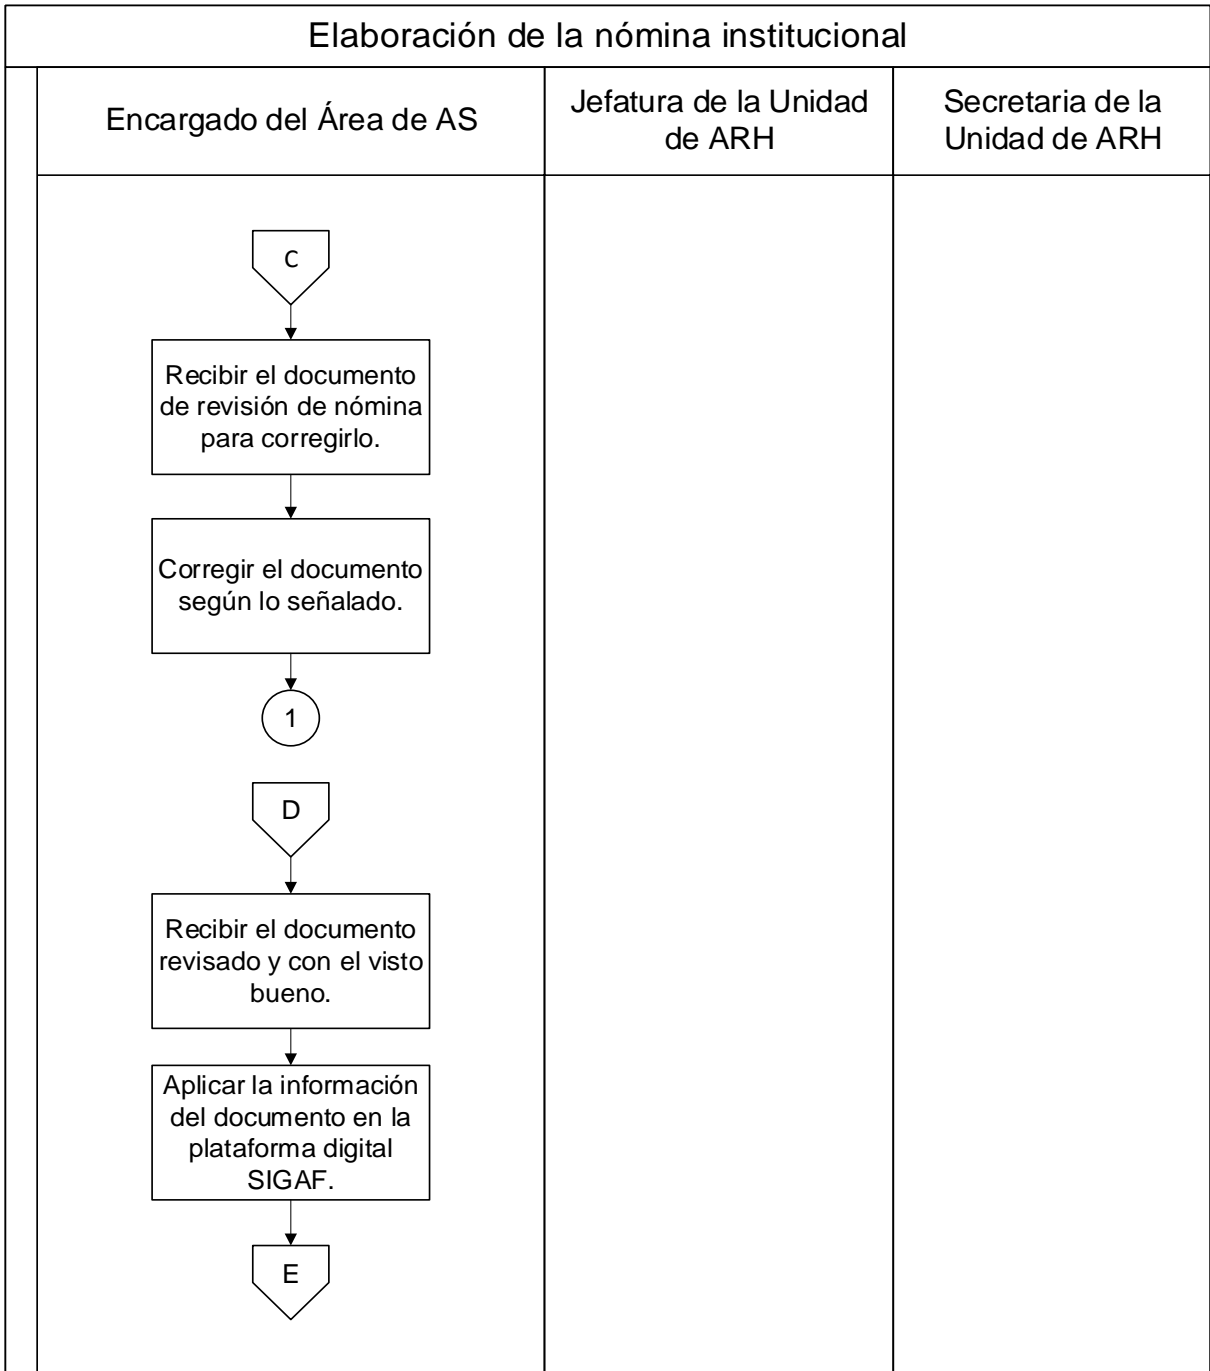 Elaboración de la nómina institucional
Encargado del Área de AS
Jefatura de la Unidad
de ARH
Secretaria de la
Unidad de ARH
C
Recibir el documento
de revisión de nómina
para corregirlo.
Corregir el documento
según lo señalado.
1
D
Recibir el documento
revisado y con el visto
bueno.
Aplicar la información
del documento en la
plataforma digital
SIGAF.
E